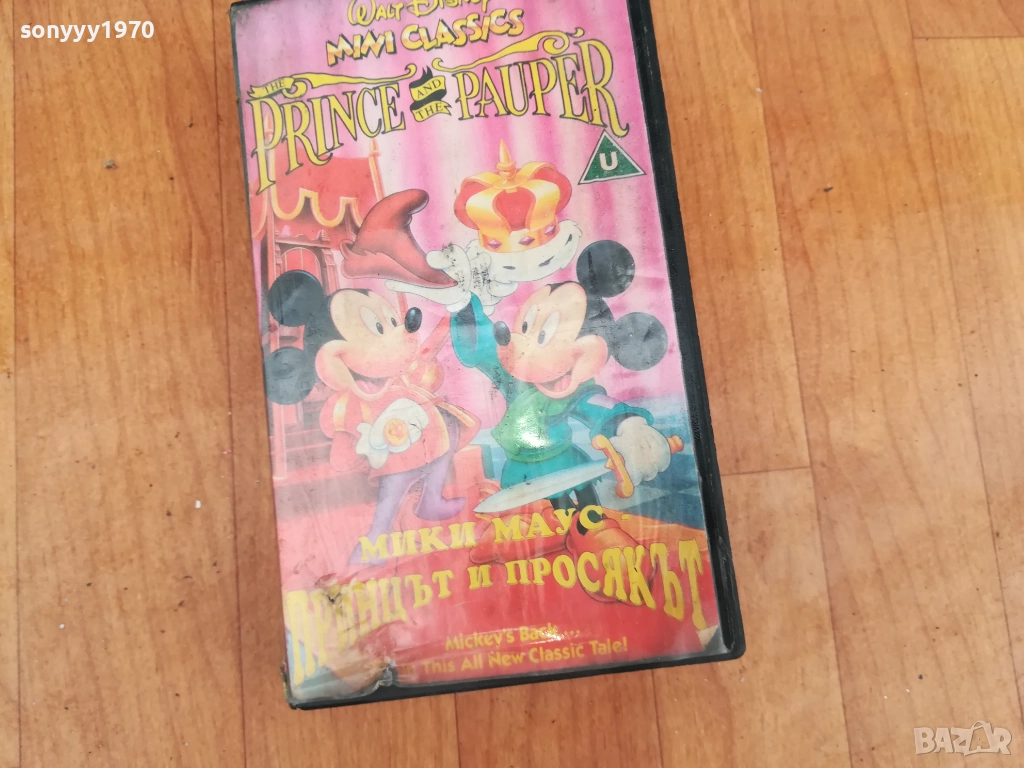 sonyyy1970
WALT DISNEY
MINI CLASSICS
THE
PRINCE AND THE PAUPER
U
МИКИ МАУС -
ПРИНЦЪТ И ПРОСЯКЪТ
Mickey's Back...
This All New Classic Tale!
BAZAR